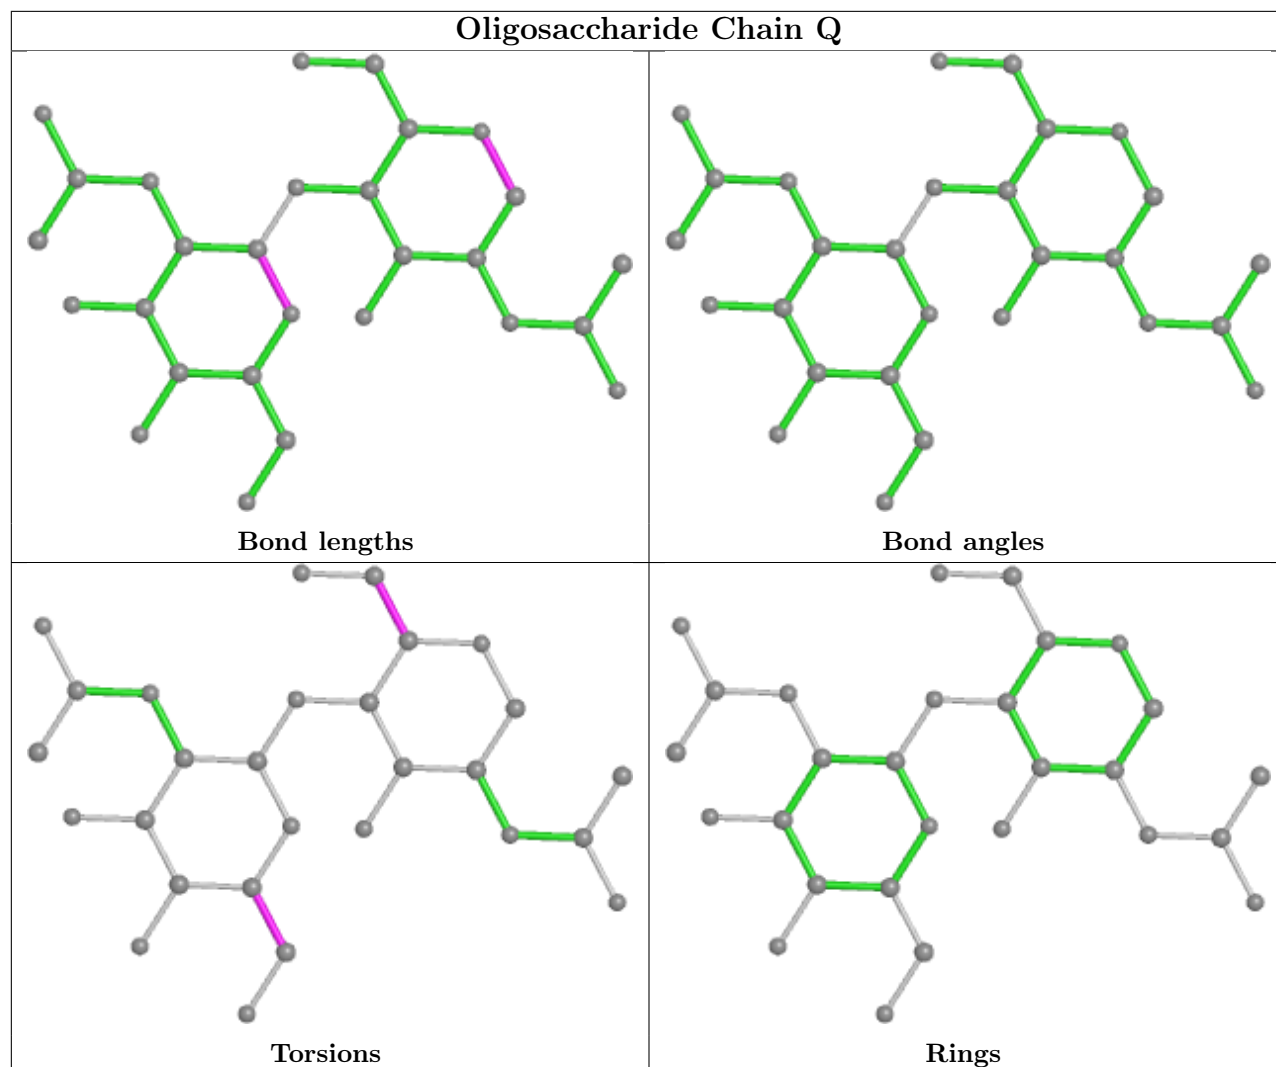 Oligosaccharide Chain Q
Bond lengths
Bond angles
Torsions
Rings